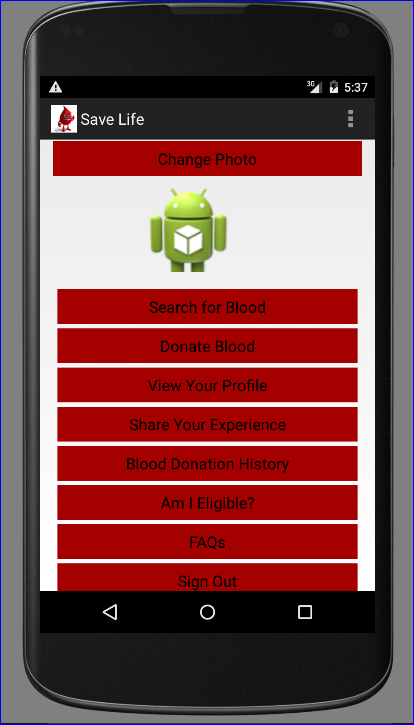 3G 5:37
Save Life
Change Photo
Search for Blood
Donate Blood
View Your Profile
Share Your Experience
Blood Donation History
Am I Eligible?
FAQs
Sign Out